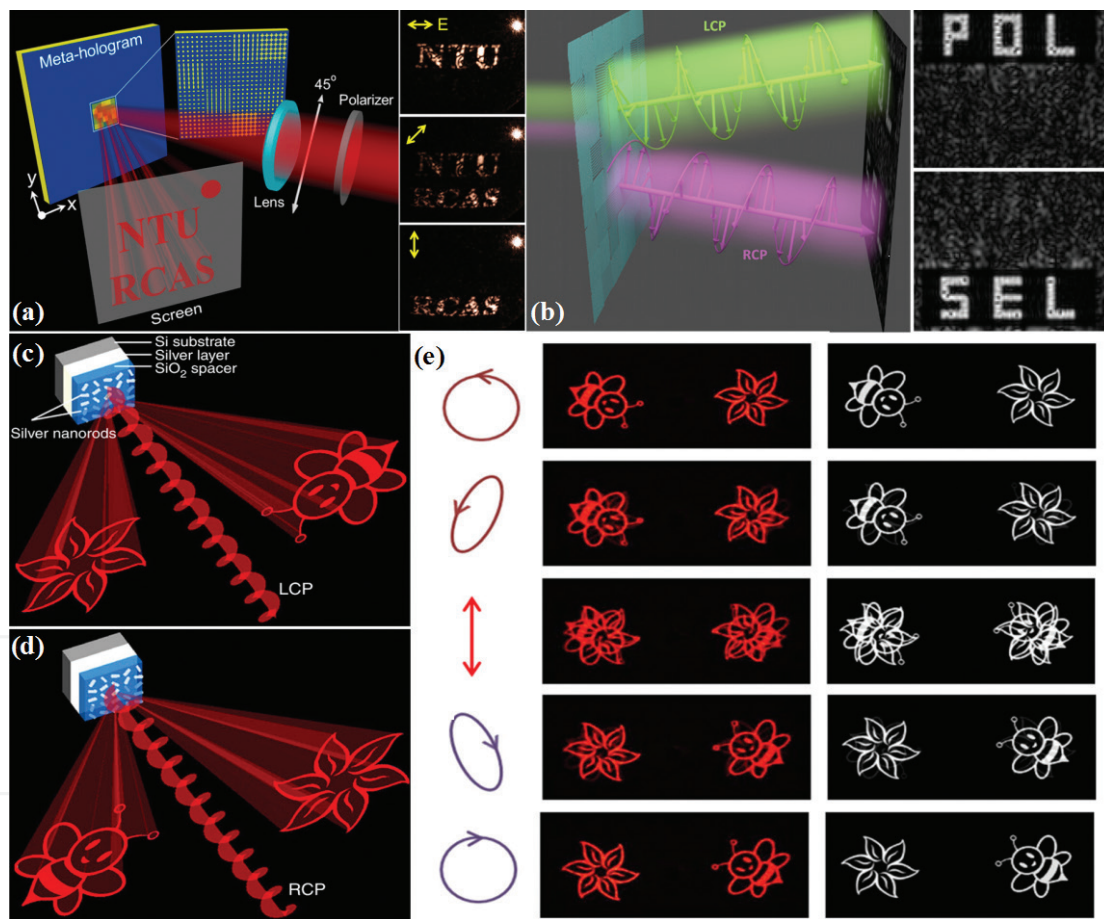 Meta-hologram
45°
Polarizer
Lens
y
x
NTU
RCAS
Screen
(a)
E
NTU
NTU
RCAS
RCAS
LCP
RCP
(b)
POL
SEL
(c)
Si substrate
Silver layer
SiO₂ spacer
Silver nanorods
LCP
(d)
RCP
(e)